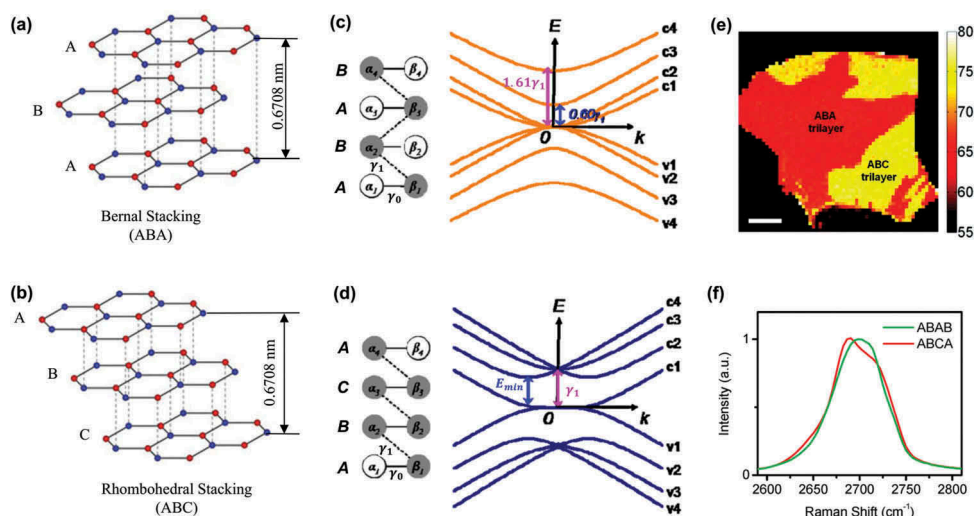 (a)
A
B
A
0.6708 nm
Bernal Stacking
(ABA)
(b)
A
B
C
0.6708 nm
Rhombohedral Stacking
(ABC)
(c)
B α4 β4
A α3 β3
B α2 β2
γ1
A α1 β1
γ0
E
1.61γ1
0.60γ1
0
k
c4
c3
c2
c1
v1
v2
v3
v4
(d)
A α4 β4
C α3 β3
B α2 β2
γ1
A α1 β1
γ0
E
Emin
γ1
0
k
c4
c3
c2
c1
v1
v2
v3
v4
(e)
ABA
trilayer
ABC
trilayer
80
75
70
65
60
55
(f)
ABAB
ABCA
Intensity (a.u.)
1
0
2600 2650 2700 2750 2800
Raman Shift (cm⁻¹)